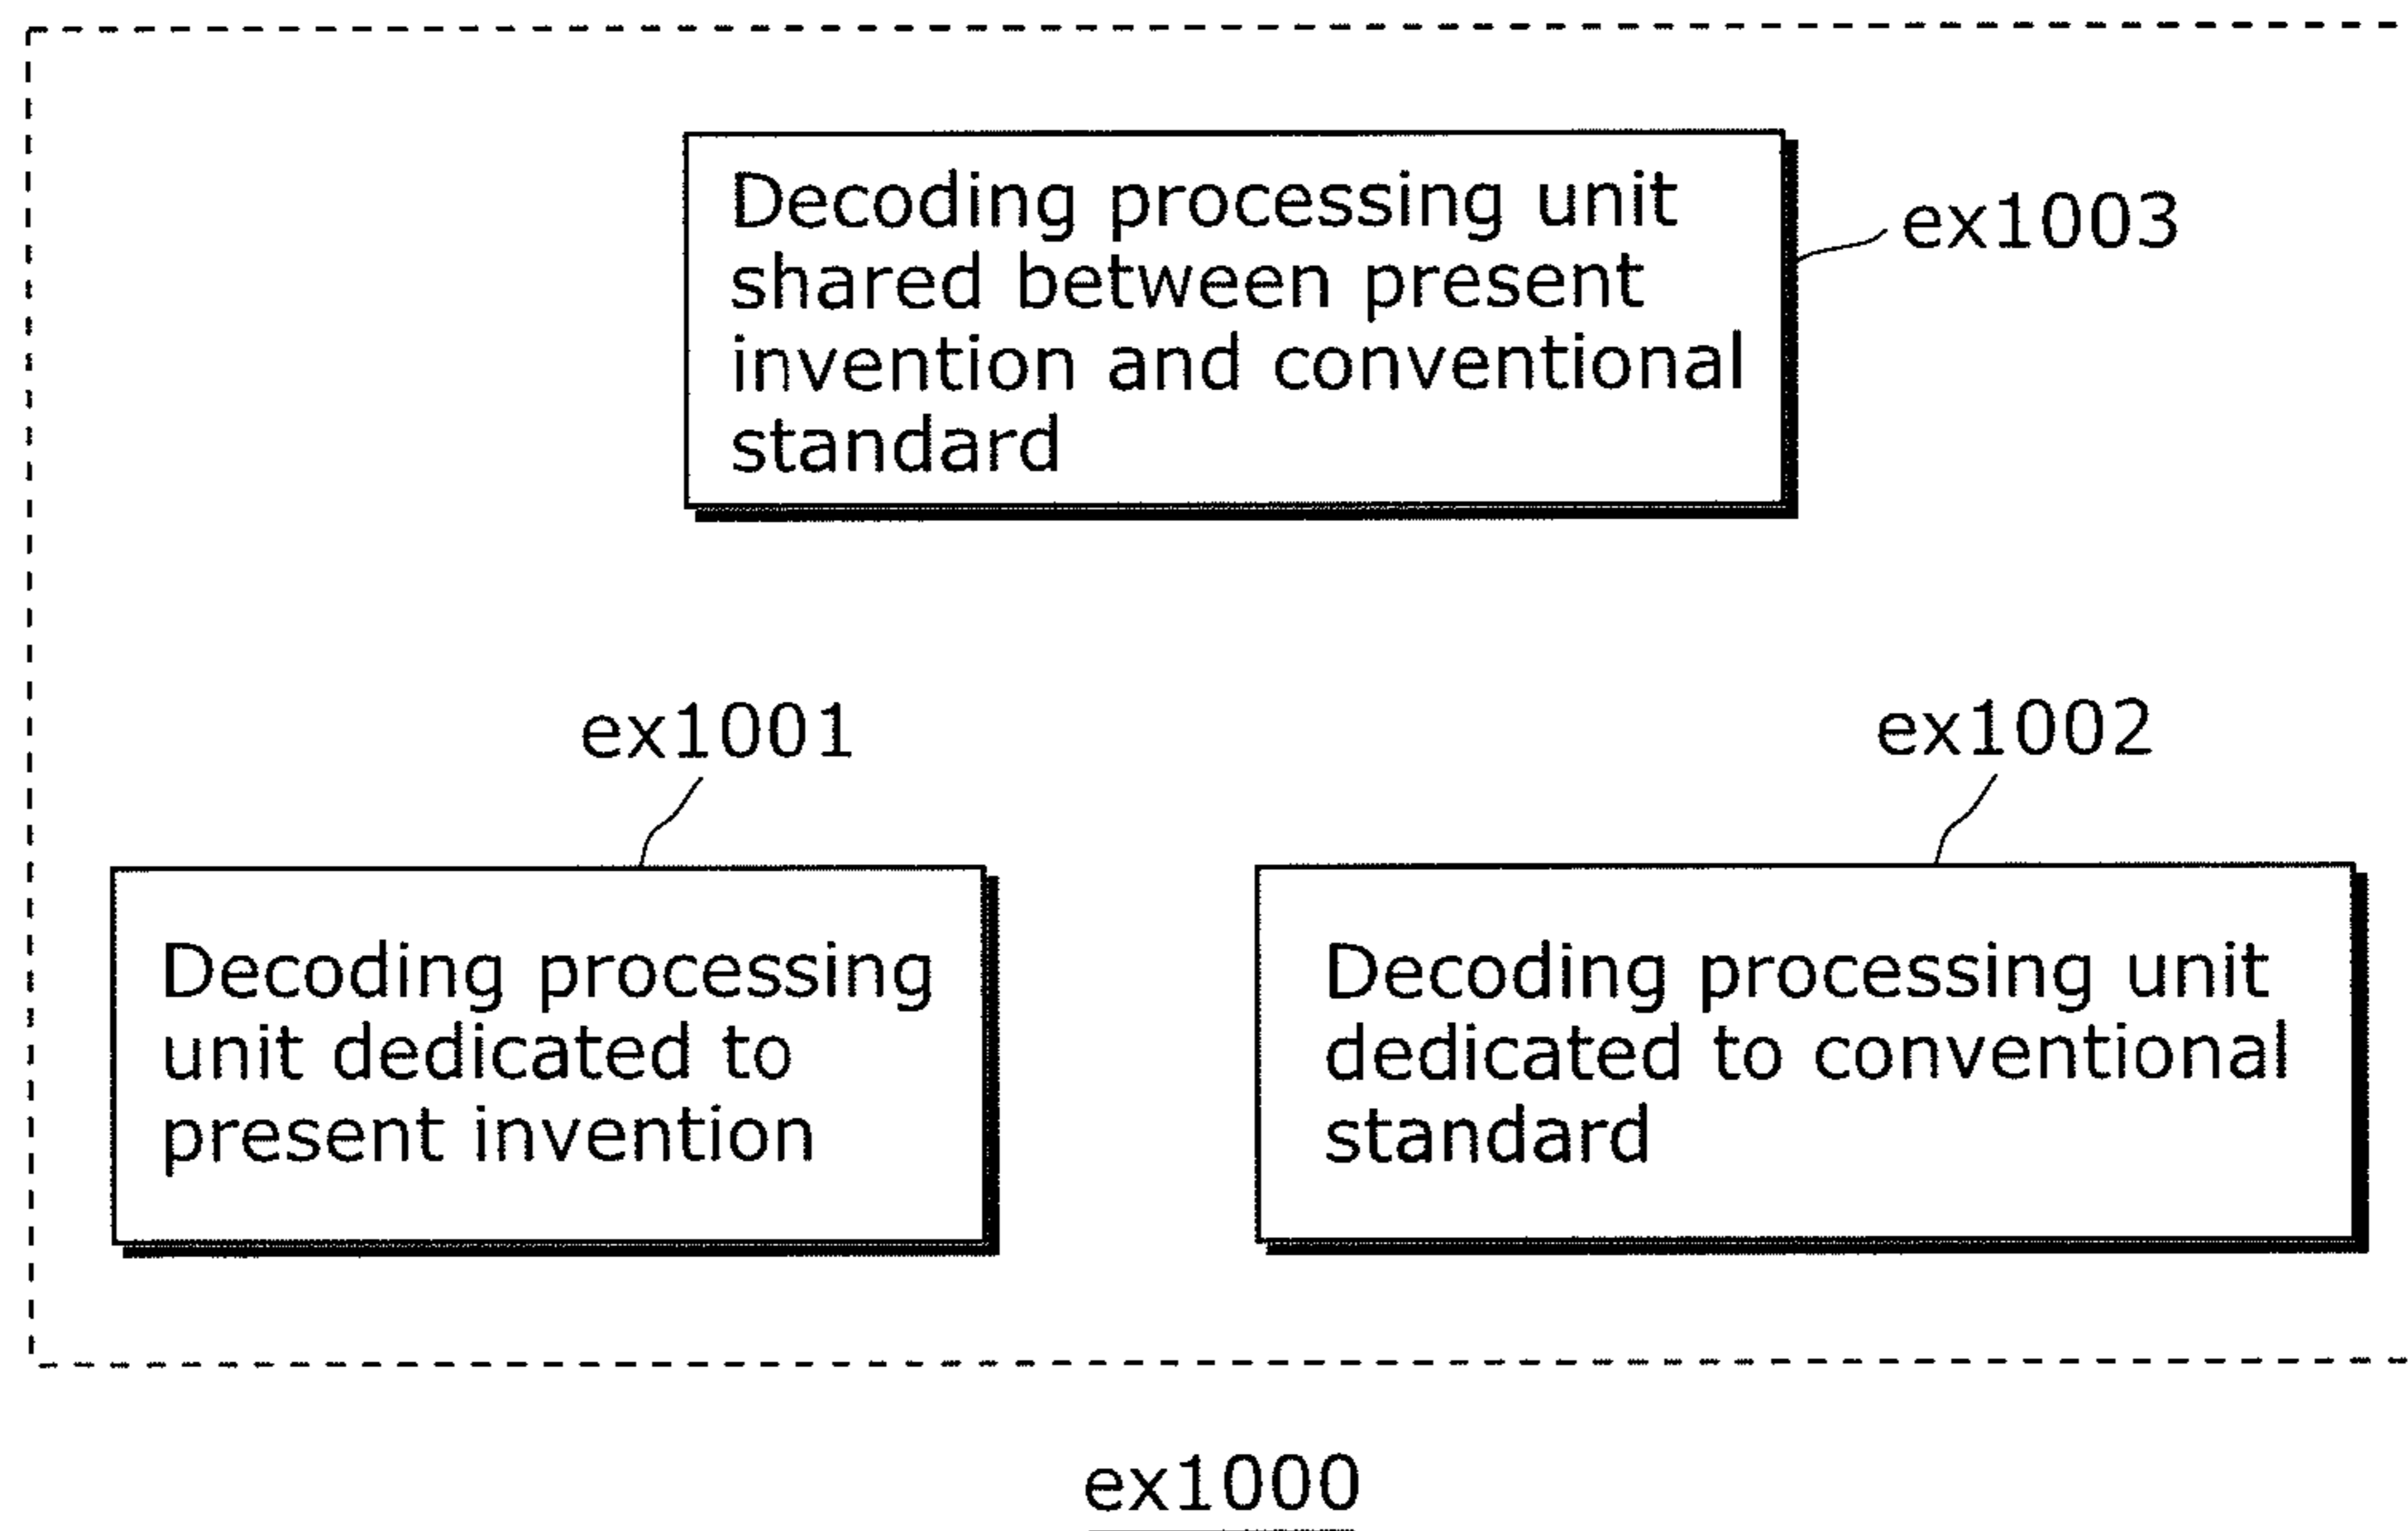 Decoding processing unit
shared between present
invention and conventional
standard
ex1003
ex1001
ex1002
Decoding processing
unit dedicated to
present invention
Decoding processing unit
dedicated to conventional
standard
ex1000